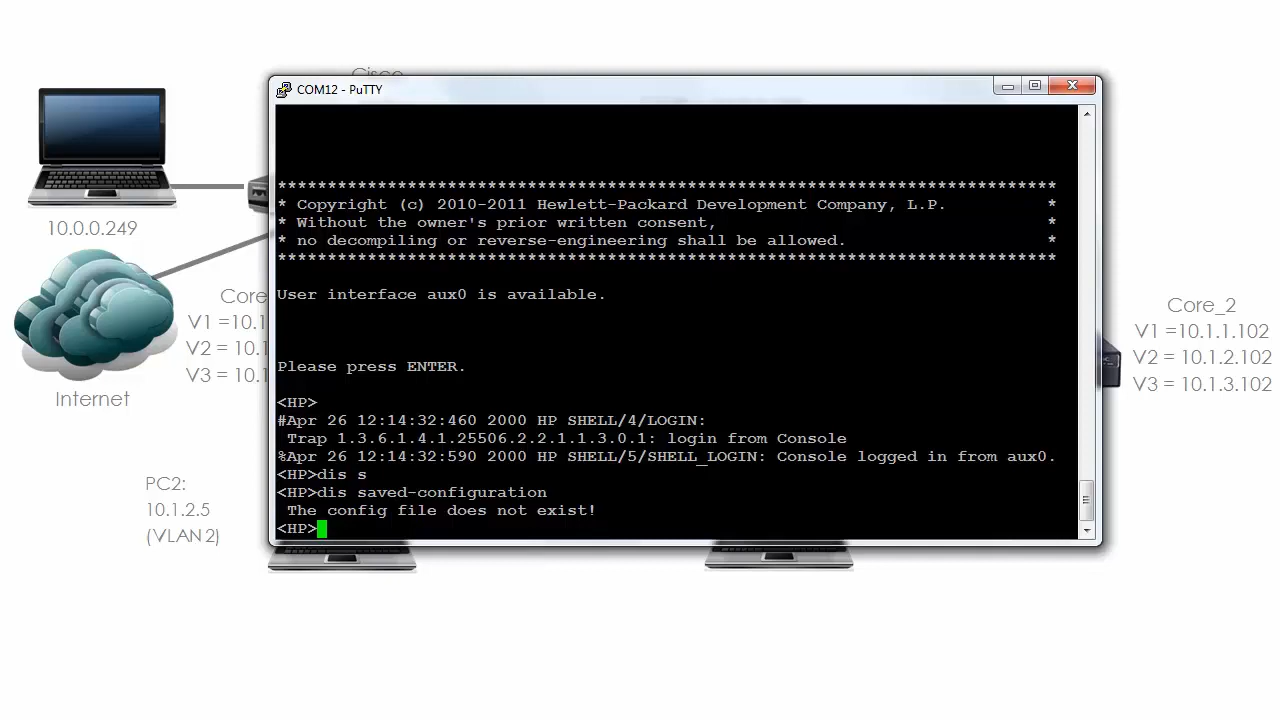 Cisco
COM12 - PuTTY
*****************************************************************************
* Copyright (c) 2010-2011 Hewlett-Packard Development Company, L.P. *
* Without the owner's prior written consent, *
* no decompiling or reverse-engineering shall be allowed. *
*****************************************************************************
User interface aux0 is available.
Please press ENTER.
<HP>
#Apr 26 12:14:32:460 2000 HP SHELL/4/LOGIN:
Trap 1.3.6.1.4.1.25506.2.2.1.1.3.0.1: login from Console
%Apr 26 12:14:32:590 2000 HP SHELL/5/SHELL_LOGIN: Console logged in from aux0.
<HP>dis s
<HP>dis saved-configuration
The config file does not exist!
<HP>
10.0.0.249
Core
V1 =10.1
V2 = 10.1
V3 = 10.1
Internet
PC2:
10.1.2.5
(VLAN 2)
Core_2
V1 =10.1.1.102
V2 = 10.1.2.102
V3 = 10.1.3.102